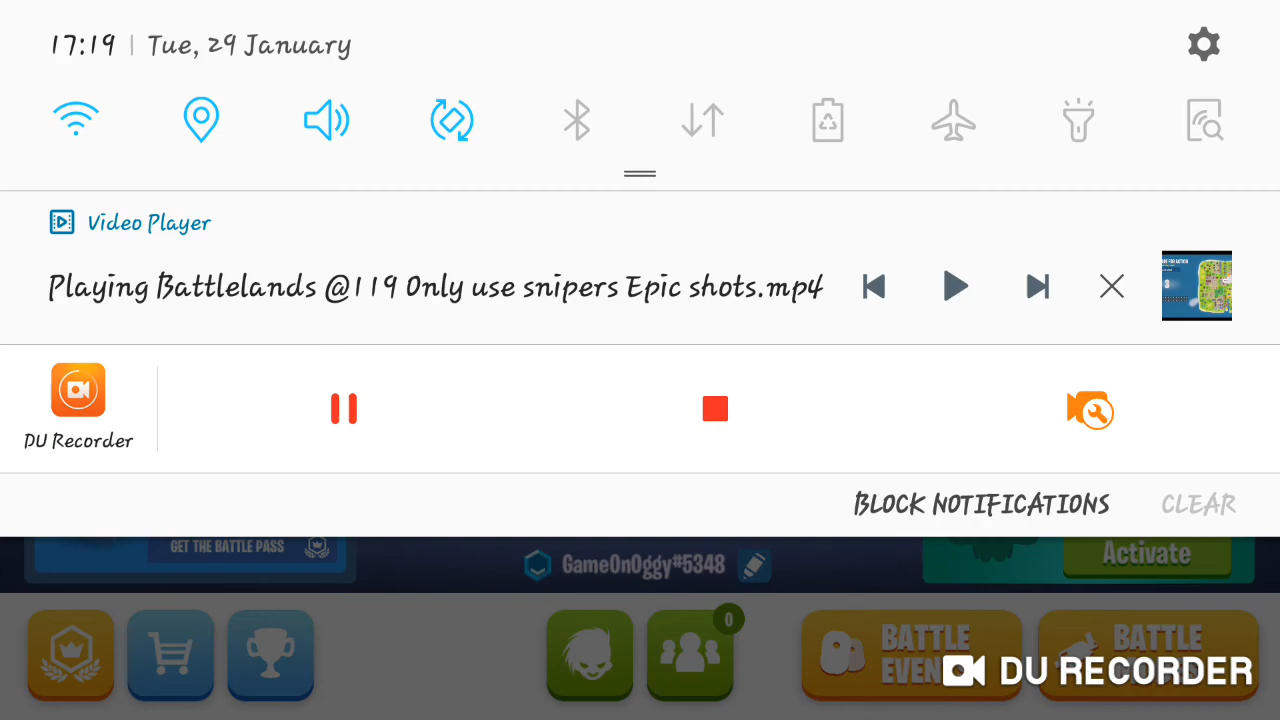 17:19 | Tue, 29 January
Video Player
Playing Battlelands @119 Only use snipers Epic shots.mp4
DU Recorder
BLOCK NOTIFICATIONS CLEAR
GET THE BATTLE PASS
GameOnOggy#5348
Activate
0
BATTLE
BATTLE
DU RECORDER